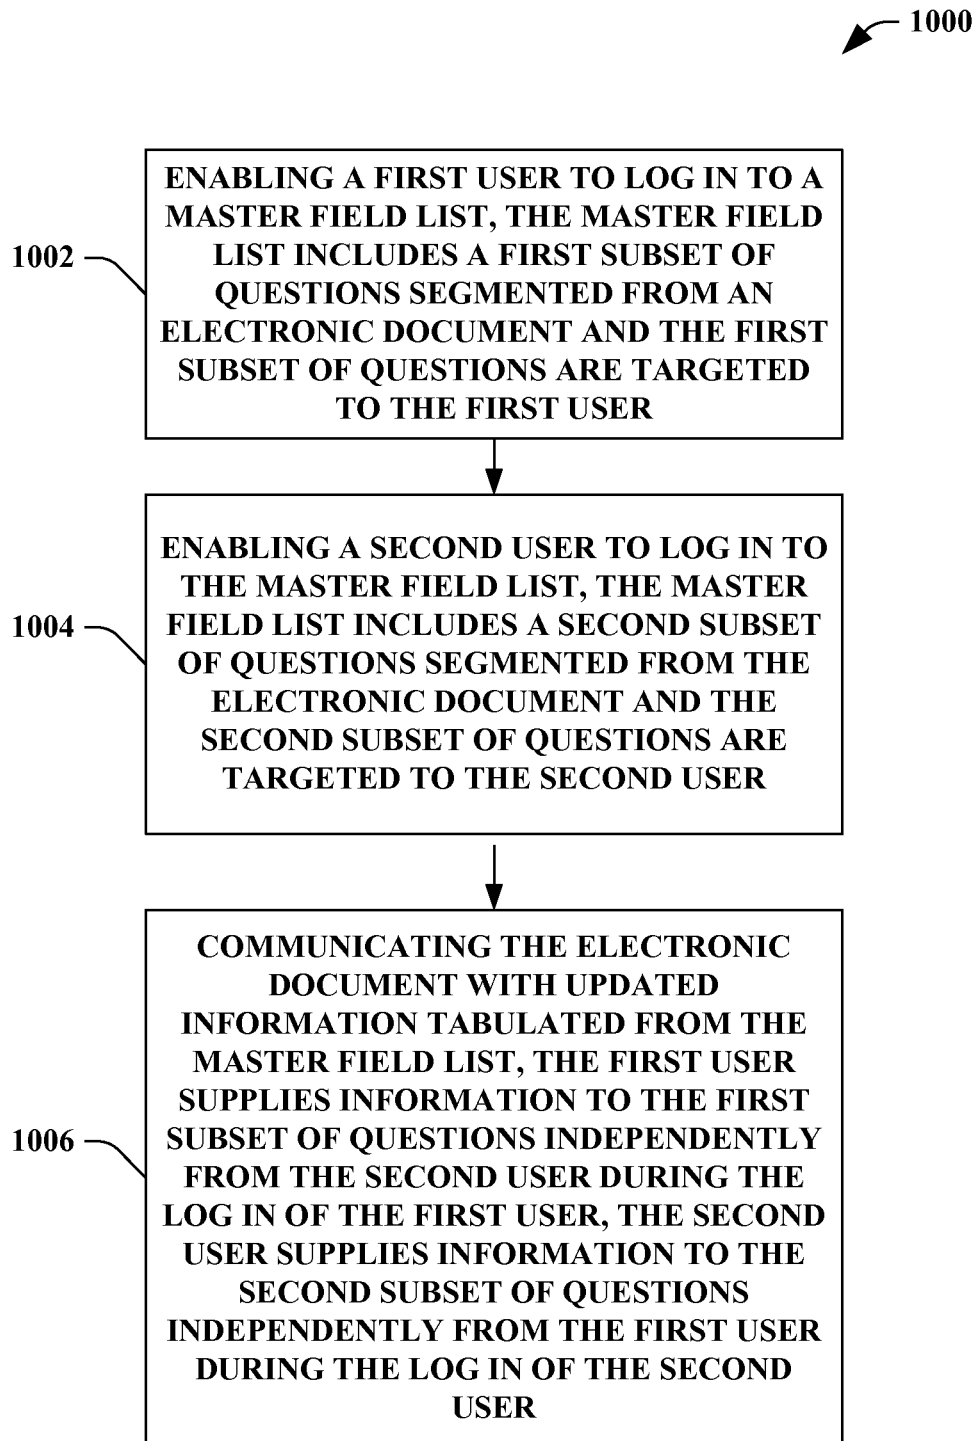 1000
ENABLING A FIRST USER TO LOG IN TO A
MASTER FIELD LIST, THE MASTER FIELD
LIST INCLUDES A FIRST SUBSET OF
1002
QUESTIONS SEGMENTED FROM AN
ELECTRONIC DOCUMENT AND THE FIRST
SUBSET OF QUESTIONS ARE TARGETED
TO THE FIRST USER
ENABLING A SECOND USER TO LOG IN TO
THE MASTER FIELD LIST, THE MASTER
FIELD LIST INCLUDES A SECOND SUBSET
1004
OF QUESTIONS SEGMENTED FROM THE
ELECTRONIC DOCUMENT AND THE
SECOND SUBSET OF QUESTIONS ARE
TARGETED TO THE SECOND USER
COMMUNICATING THE ELECTRONIC
DOCUMENT WITH UPDATED
INFORMATION TABULATED FROM THE
MASTER FIELD LIST, THE FIRST USER
SUPPLIES INFORMATION TO THE FIRST
1006
SUBSET OF QUESTIONS INDEPENDENTLY
FROM THE SECOND USER DURING THE
LOG IN OF THE FIRST USER, THE SECOND
USER SUPPLIES INFORMATION TO THE
SECOND SUBSET OF QUESTIONS
INDEPENDENTLY FROM THE FIRST USER
DURING THE LOG IN OF THE SECOND
USER